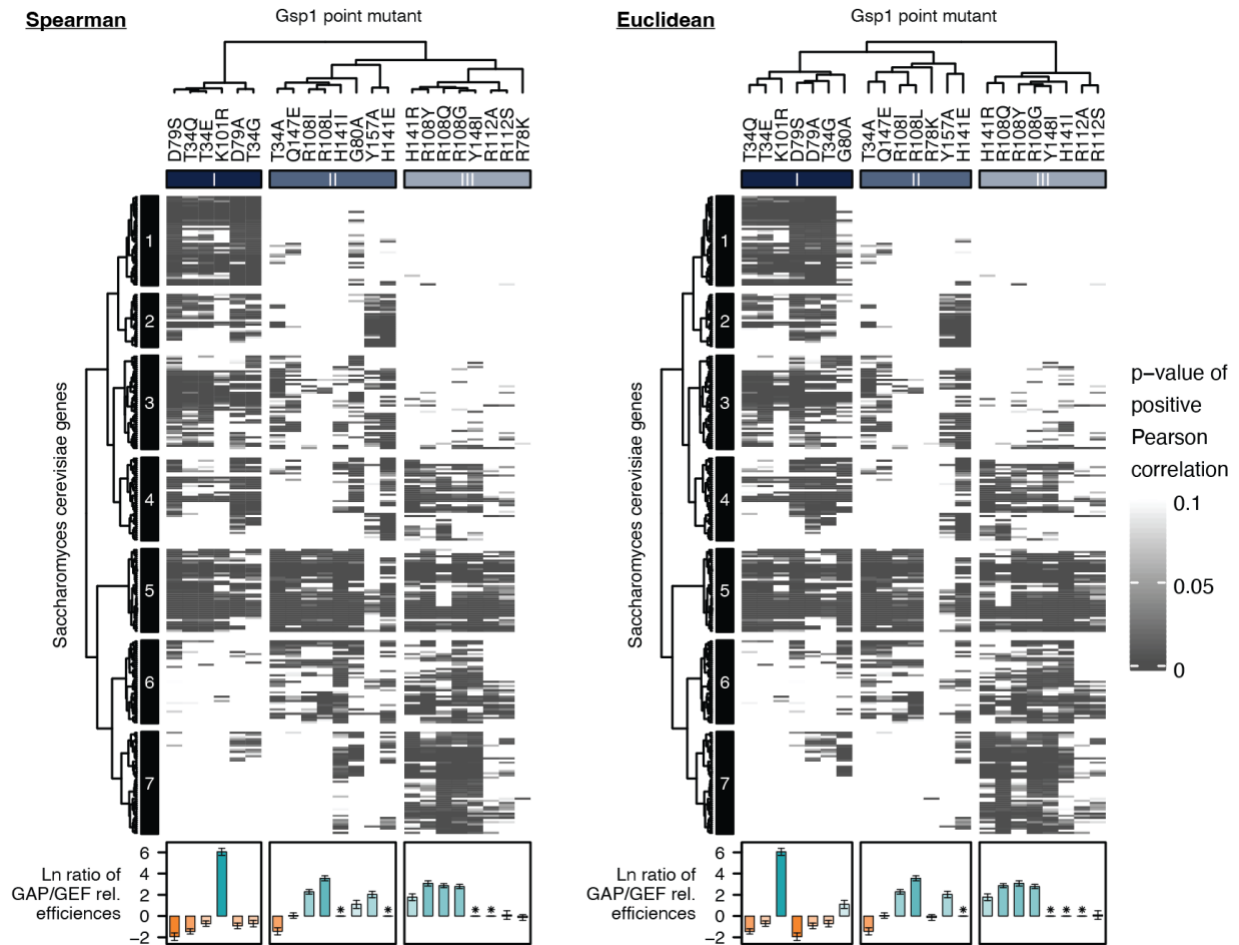 Spearman
Gsp1 point mutant
D79S
T34Q
T34E
K101R
D79A
T34G
T34A
Q147E
R108I
R108L
H141I
G80A
Y157A
H141E
H141R
R108Y
R108Q
R108G
Y148I
R112A
R112S
R78K
I
II
III
Saccharomyces cerevisiae genes
1
2
3
4
5
6
7
Ln ratio of
GAP/GEF rel.
efficiences
6
4
2
0
−2
*
*
*
*
Euclidean
Gsp1 point mutant
T34Q
T34E
K101R
D79S
D79A
T34G
G80A
T34A
Q147E
R108I
R108L
R78K
Y157A
H141E
H141R
R108Q
R108Y
R108G
Y148I
H141I
R112A
R112S
I
II
III
Saccharomyces cerevisiae genes
1
2
3
4
5
6
7
Ln ratio of
GAP/GEF rel.
efficiences
6
4
2
0
−2
*
*
*
*
p−value of
positive
Pearson
correlation
0.1
0.05
0